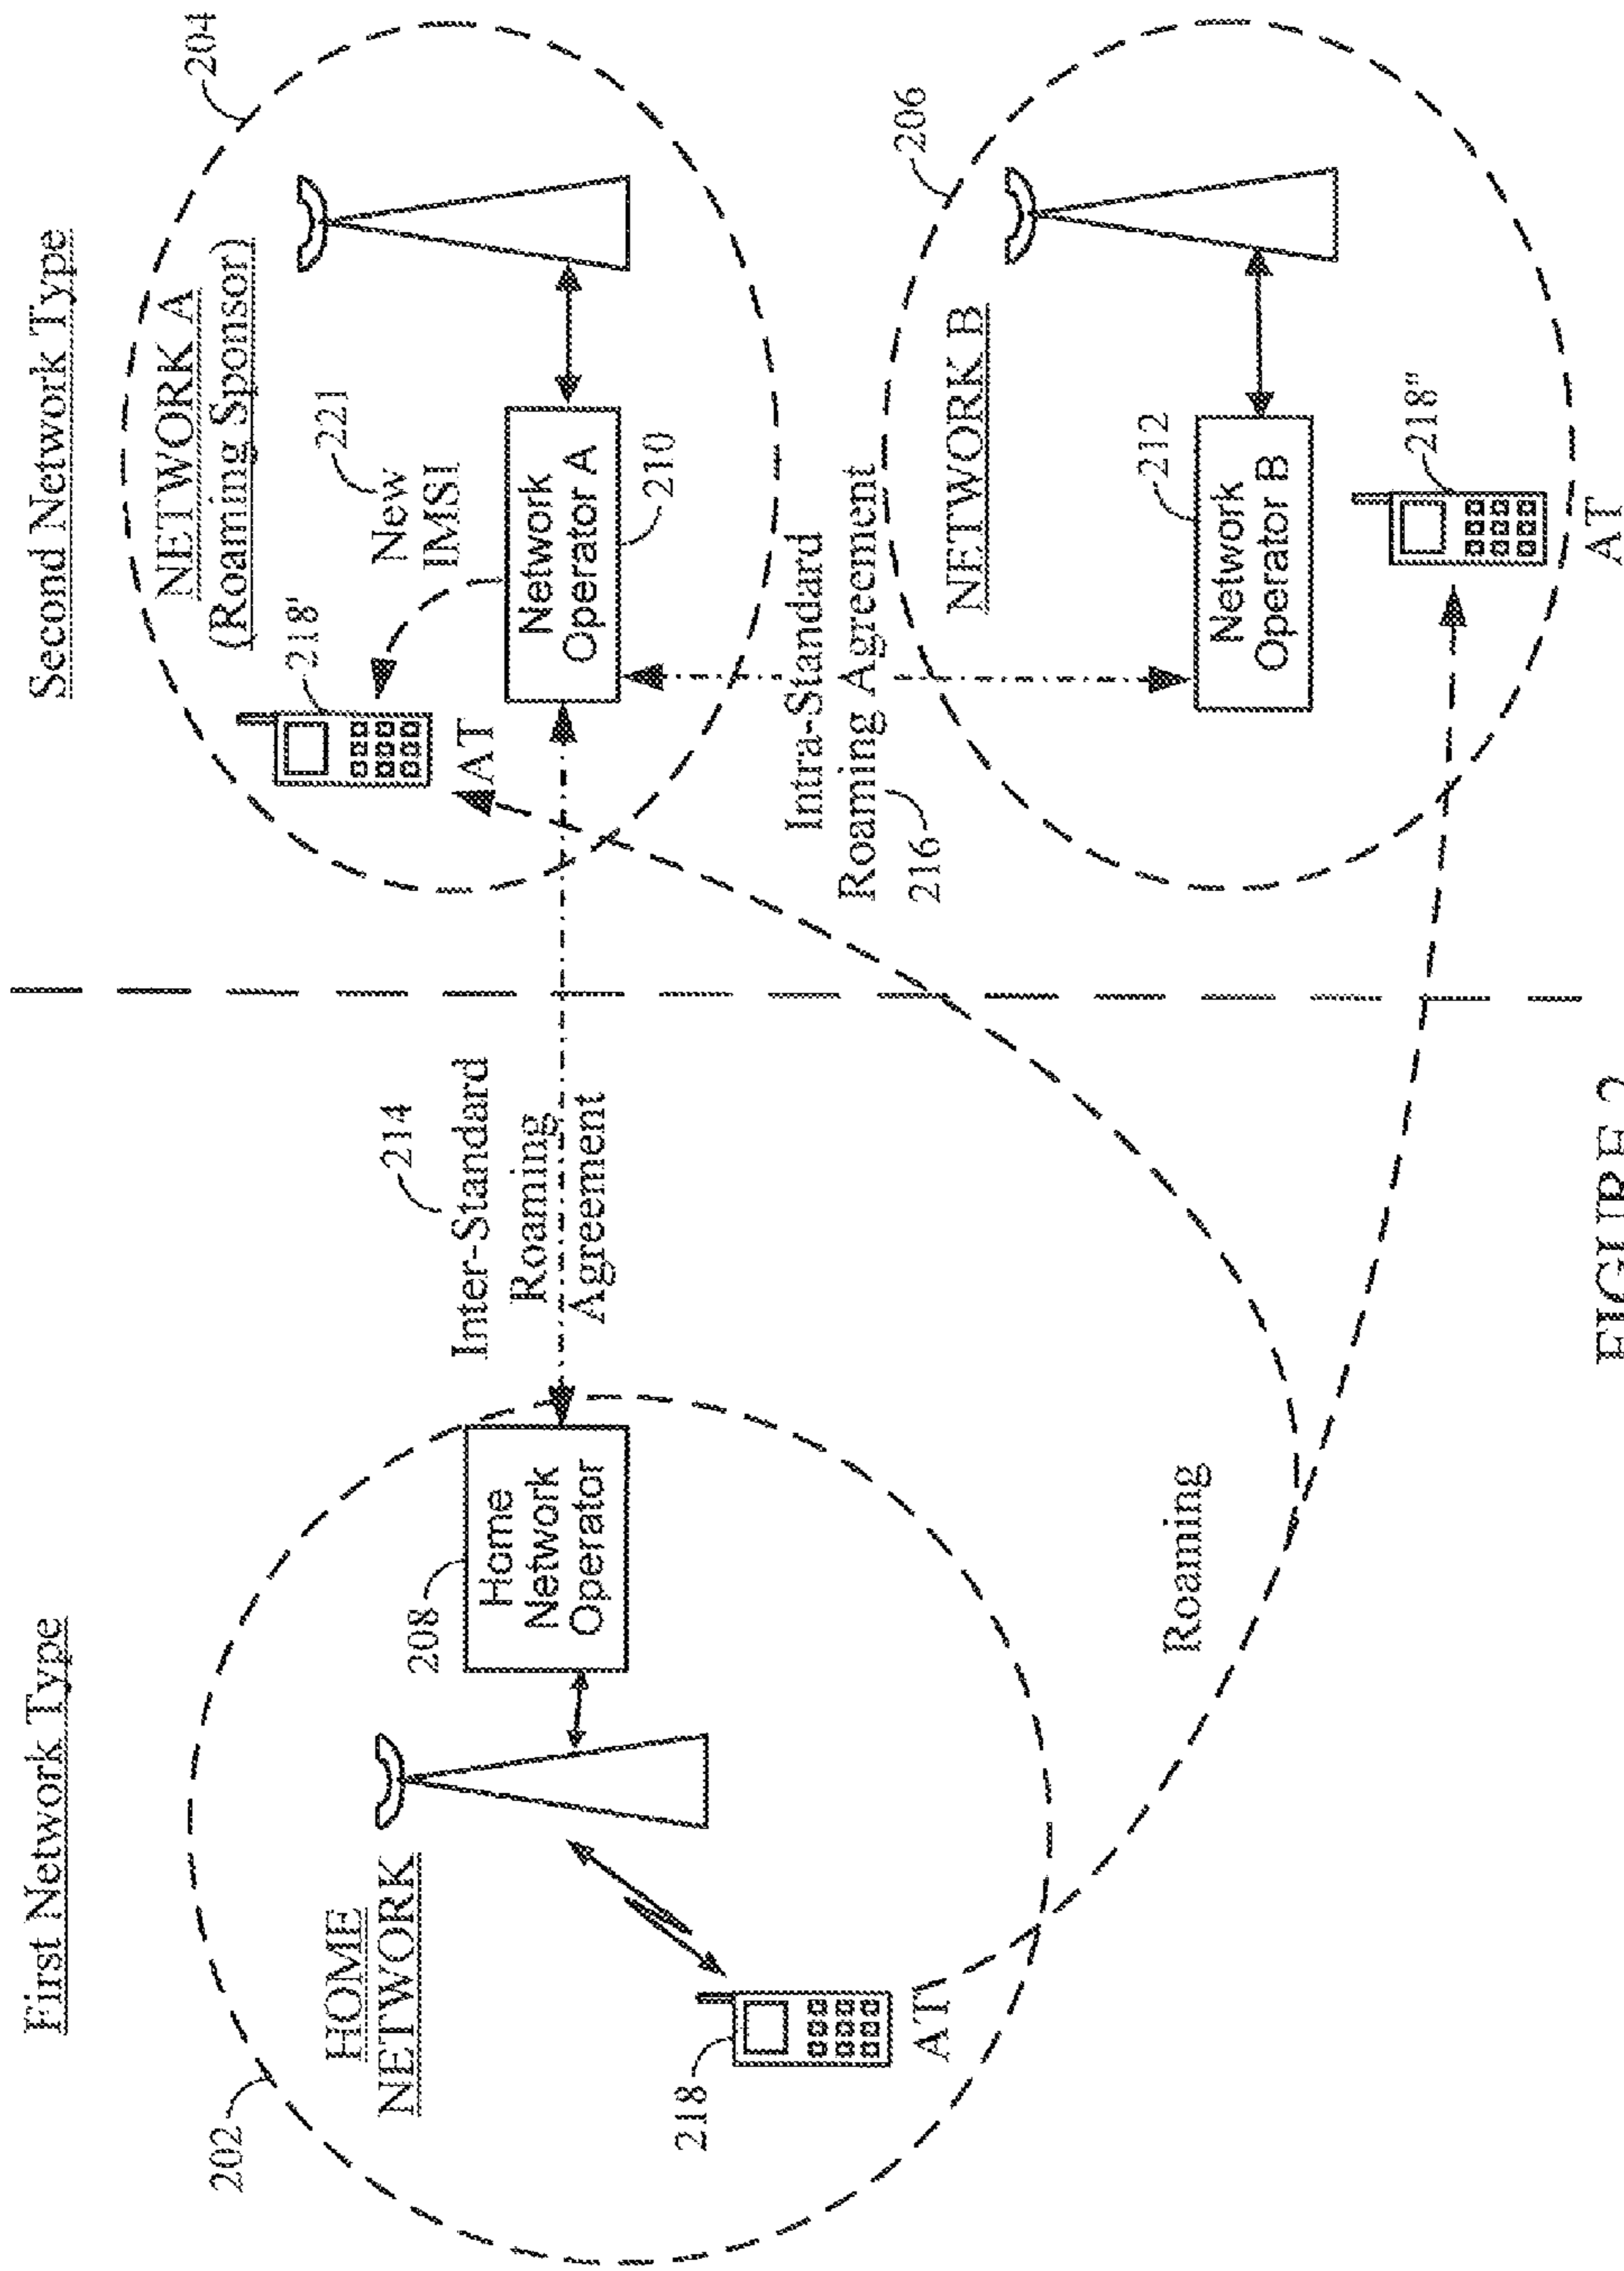 First Network Type
Second Network Type
202
HOME
NETWORK
218
AT
208
Home
Network
Operator
214
Inter-Standard
Roaming
Agreement
Roaming
204
NETWORK A
(Roaming Sponsor)
218'
AT
221
New
IMSI
Network
Operator A
210
Intra-Standard
Roaming Agreement
216
206
NETWORK B
212
Network
Operator B
218"
AT
FIGURE 2